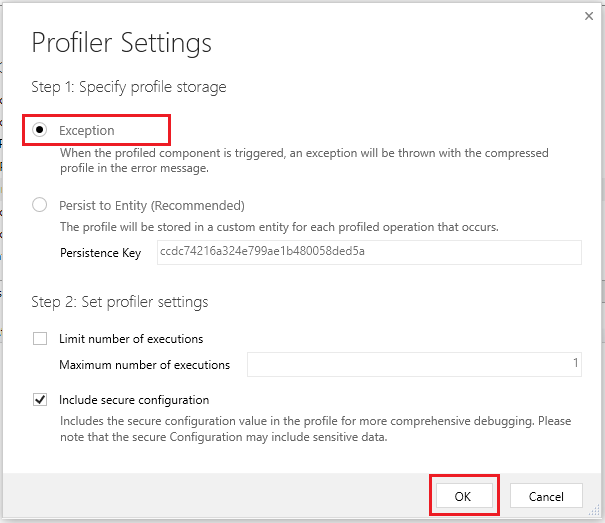 Profiler Settings
Step 1: Specify profile storage
Exception
When the profiled component is triggered, an exception will be thrown with the compressed
profile in the error message.
Persist to Entity (Recommended)
The profile will be stored in a custom entity for each profiled operation that occurs.
Persistence Key ccdc74216a324e799ae1b480058ded5a
Step 2: Set profiler settings
Limit number of executions
Maximum number of executions 1
Include secure configuration
Includes the secure configuration value in the profile for more comprehensive debugging. Please
note that the secure Configuration may include sensitive data.
OK Cancel